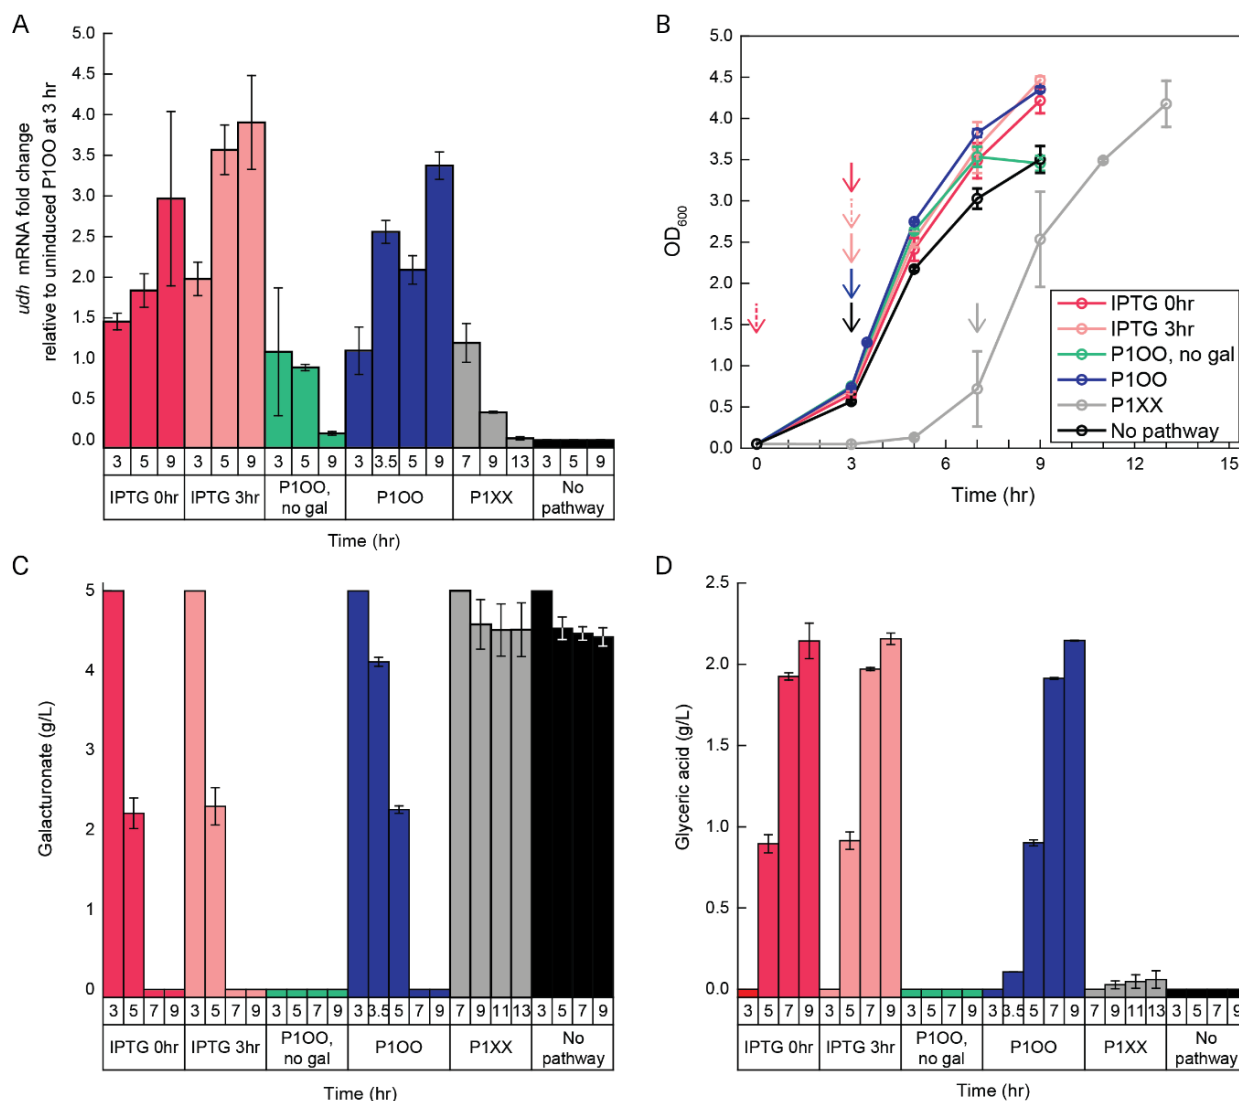 A
udh mRNA fold change
relative to uninduced P1OO at 3 hr
5.0
4.5
4.0
3.5
3.0
2.5
2.0
1.5
1.0
0.5
0.0
3 5 9 3 5 9 3 5 9 3 3.5 5 9 7 9 13 3 5 9
IPTG 0hr IPTG 3hr P1OO, no gal P1OO P1XX No pathway
Time (hr)
B
OD600
5.0
4.5
4.0
3.5
3.0
2.5
2.0
1.5
1.0
0.5
0.0
IPTG 0hr
IPTG 3hr
P1OO, no gal
P1OO
P1XX
No pathway
0 3 6 9 12 15
Time (hr)
C
Galacturonate (g/L)
5
4
3
2
1
0
3 5 7 9 3 5 7 9 3 5 7 9 3 3.5 5 7 9 7 9 11 13 3 5 7 9
IPTG 0hr IPTG 3hr P1OO, no gal P1OO P1XX No pathway
Time (hr)
D
Glyceric acid (g/L)
2.5
2.0
1.5
1.0
0.5
0.0
3 5 7 9 3 5 7 9 3 5 7 9 3 3.5 5 7 9 7 9 11 13 3 5 7 9
IPTG 0hr IPTG 3hr P1OO, no gal P1OO P1XX No pathway
Time (hr)